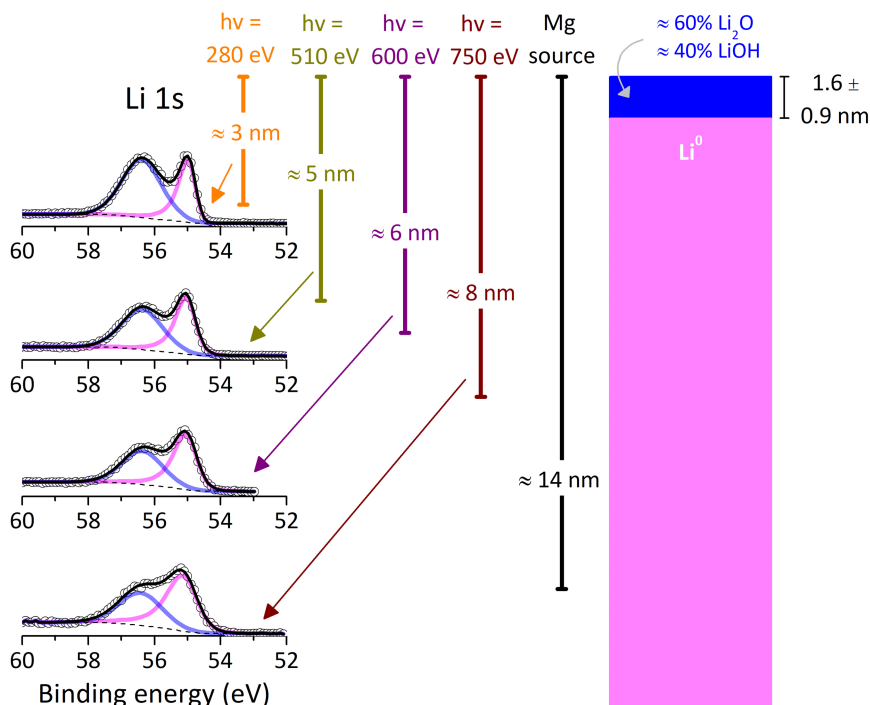 hν =
280 eV
hν =
510 eV
hν =
600 eV
hν =
750 eV
Mg
source
≈ 60% Li₂O
≈ 40% LiOH
1.6 ±
0.9 nm
Li⁰
Li 1s
≈ 3 nm
≈ 5 nm
≈ 6 nm
≈ 8 nm
≈ 14 nm
60 58 56 54 52
60 58 56 54 52
60 58 56 54 52
60 58 56 54 52
Binding energy (eV)